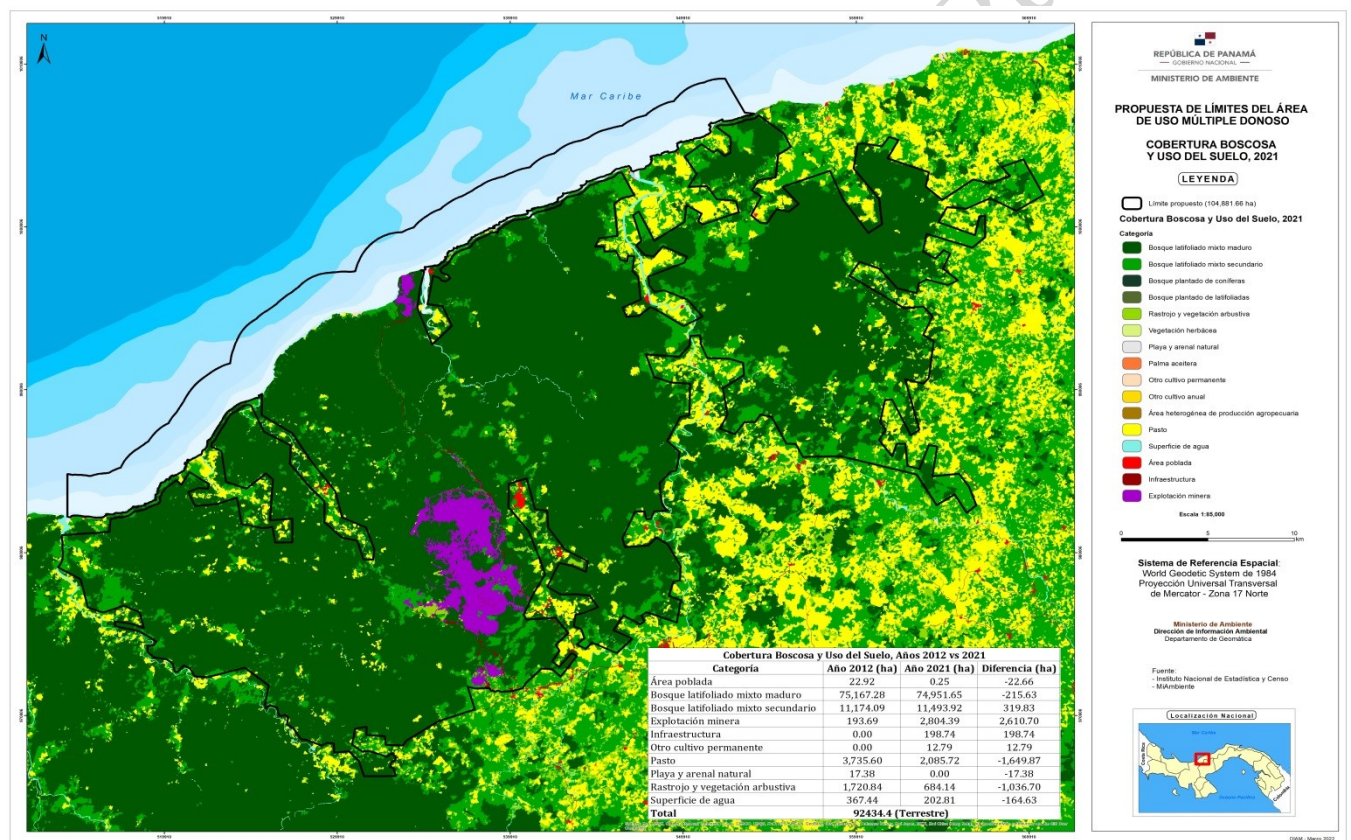 N
Mar Caribe
REPÚBLICA DE PANAMÁ
GOBIERNO NACIONAL
MINISTERIO DE AMBIENTE
PROPUESTA DE LÍMITES DEL ÁREA
DE USO MÚLTIPLE DONOSO
COBERTURA BOSCOSA
Y USO DEL SUELO, 2021
LEYENDA
Límite propuesto (104,881.66 ha)
Cobertura Boscosa y Uso del Suelo, 2021
Categoría
Bosque latifoliado mixto maduro
Bosque latifoliado mixto secundario
Bosque plantado de coníferas
Bosque plantado de latifoliadas
Rastrojo y vegetación arbustiva
Vegetación herbácea
Playa y arenal natural
Palma aceitera
Otro cultivo permanente
Otro cultivo anual
Área heterogénea de producción agropecuaria
Pasto
Superficie de agua
Área poblada
Infraestructura
Explotación minera
Escala 1:85,000
0 5 10
km
Sistema de Referencia Espacial:
World Geodetic System de 1984
Proyección Universal Transversal
de Mercator - Zona 17 Norte
Ministerio de Ambiente
Dirección de Información Ambiental
Departamento de Geomática
Fuente:
- Instituto Nacional de Estadística y Censo
- MiAmbiente
Localización Nacional
Mar Caribe
Costa Rica
Océano Pacífico
Colombia
DIAM - Marzo 2023
Cobertura Boscosa y Uso del Suelo, Años 2012 vs 2021
Categoría Año 2012 (ha) Año 2021 (ha) Diferencia (ha)
Área poblada 22.92 0.25 -22.66
Bosque latifoliado mixto maduro 75,167.28 74,951.65 -215.63
Bosque latifoliado mixto secundario 11,174.09 11,493.92 319.83
Explotación minera 193.69 2,804.39 2,610.70
Infraestructura 0.00 198.74 198.74
Otro cultivo permanente 0.00 12.79 12.79
Pasto 3,735.60 2,085.72 -1,649.87
Playa y arenal natural 17.38 0.00 -17.38
Rastrojo y vegetación arbustiva 1,720.84 684.14 -1,036.70
Superficie de agua 367.44 202.81 -164.63
Total 92434.4 (Terrestre)